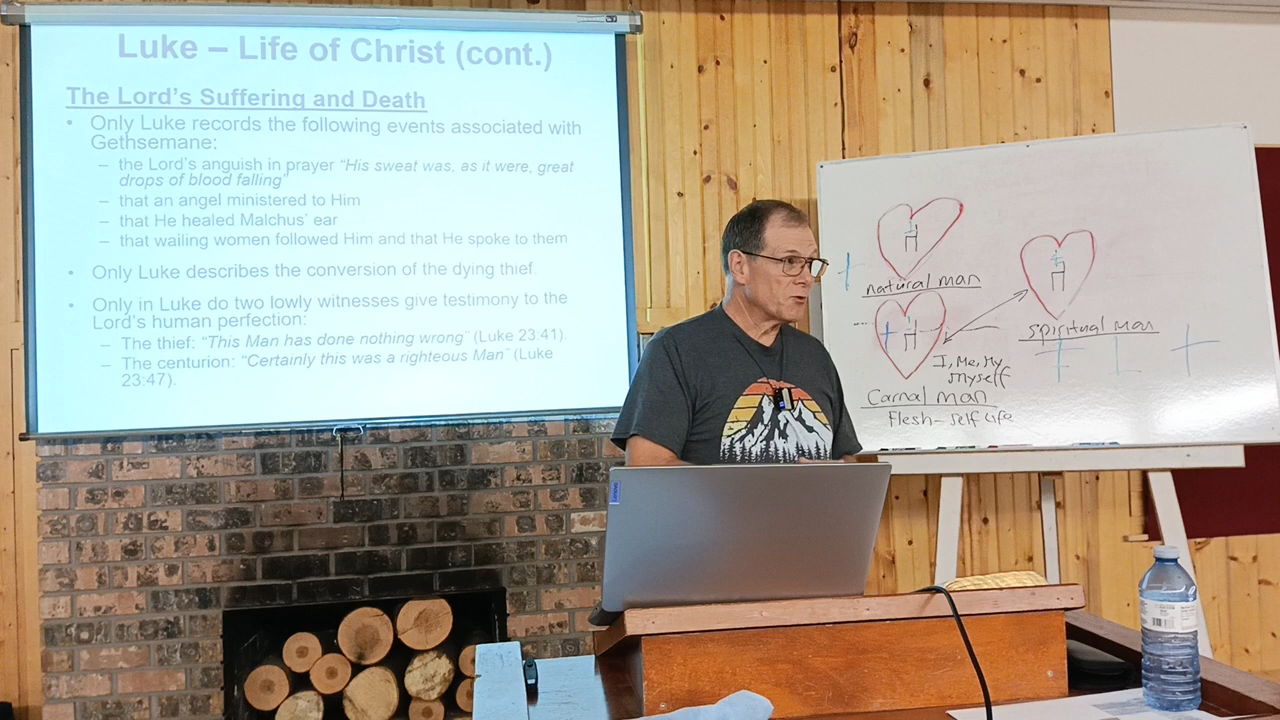 Luke – Life of Christ (cont.)
The Lord's Suffering and Death
• Only Luke records the following events associated with
Gethsemane:
– the Lord's anguish in prayer “His sweat was, as it were, great
drops of blood falling”
– that an angel ministered to Him
– that He healed Malchus’ ear
– that wailing women followed Him and that He spoke to them
• Only Luke describes the conversion of the dying thief.
• Only in Luke do two lowly witnesses give testimony to the
Lord's human perfection:
– The thief: “This Man has done nothing wrong” (Luke 23:41).
– The centurion: “Certainly this was a righteous Man” (Luke
23:47).
natural man
spiritual man
I, Me, My
Myself
Carnal man
Flesh – self life
Lenovo